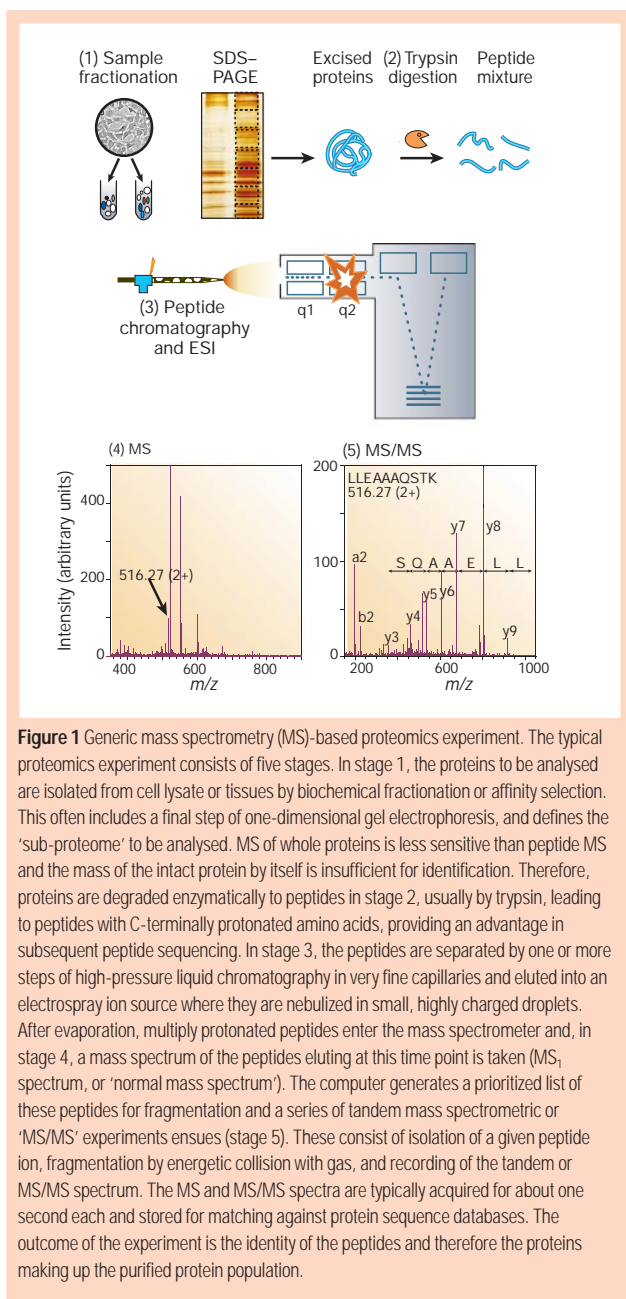 (1) Sample fractionation
SDS–PAGE
Excised proteins
(2) Trypsin digestion
Peptide mixture
(3) Peptide chromatography and ESI
q1
q2
(4) MS
Intensity (arbitrary units)
400
200
0
516.27 (2+)
400
600
800
m/z
(5) MS/MS
200
100
0
LLEAAAQSTK
516.27 (2+)
a2
b2
y3
y4
y5
y6
y7
y8
y9
S Q A A E L L
200
600
1000
m/z
Figure 1 Generic mass spectrometry (MS)-based proteomics experiment. The typical
proteomics experiment consists of five stages. In stage 1, the proteins to be analysed
are isolated from cell lysate or tissues by biochemical fractionation or affinity selection.
This often includes a final step of one-dimensional gel electrophoresis, and defines the
‘sub-proteome’ to be analysed. MS of whole proteins is less sensitive than peptide MS
and the mass of the intact protein by itself is insufficient for identification. Therefore,
proteins are degraded enzymatically to peptides in stage 2, usually by trypsin, leading
to peptides with C-terminally protonated amino acids, providing an advantage in
subsequent peptide sequencing. In stage 3, the peptides are separated by one or more
steps of high-pressure liquid chromatography in very fine capillaries and eluted into an
electrospray ion source where they are nebulized in small, highly charged droplets.
After evaporation, multiply protonated peptides enter the mass spectrometer and, in
stage 4, a mass spectrum of the peptides eluting at this time point is taken (MS₁
spectrum, or ‘normal mass spectrum’). The computer generates a prioritized list of
these peptides for fragmentation and a series of tandem mass spectrometric or
‘MS/MS’ experiments ensues (stage 5). These consist of isolation of a given peptide
ion, fragmentation by energetic collision with gas, and recording of the tandem or
MS/MS spectrum. The MS and MS/MS spectra are typically acquired for about one
second each and stored for matching against protein sequence databases. The
outcome of the experiment is the identity of the peptides and therefore the proteins
making up the purified protein population.